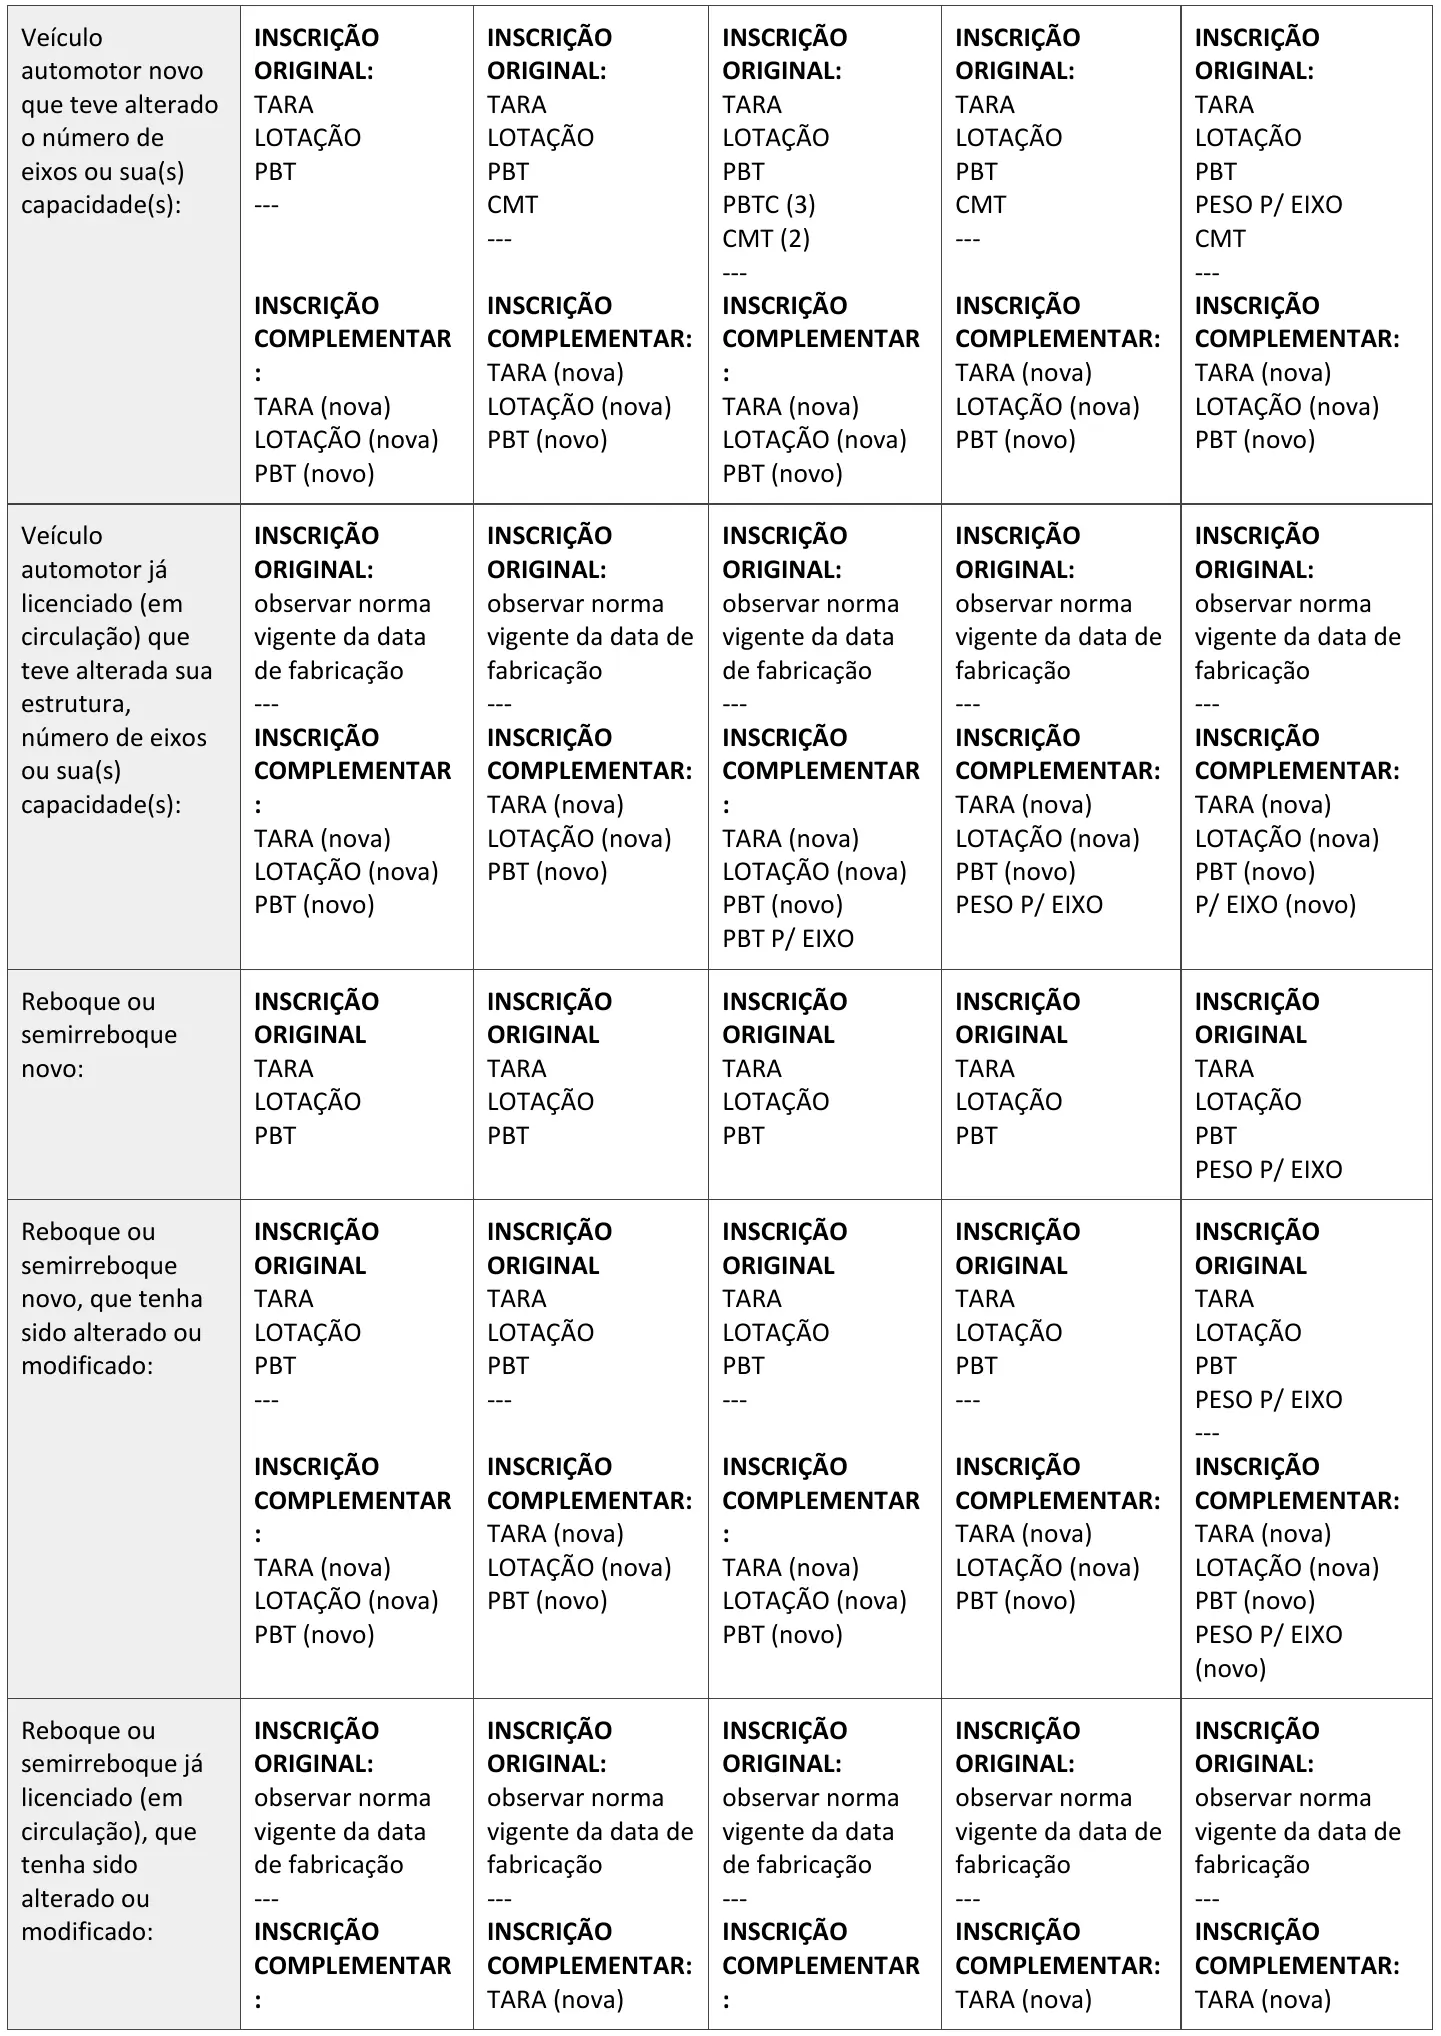 Veículo
automotor novo
que teve alterado
o número de
eixos ou sua(s)
capacidade(s):
INSCRIÇÃO
ORIGINAL:
TARA
LOTAÇÃO
PBT
---
INSCRIÇÃO
COMPLEMENTAR
:
TARA (nova)
LOTAÇÃO (nova)
PBT (novo)
INSCRIÇÃO
ORIGINAL:
TARA
LOTAÇÃO
PBT
CMT
---
INSCRIÇÃO
COMPLEMENTAR:
TARA (nova)
LOTAÇÃO (nova)
PBT (novo)
INSCRIÇÃO
ORIGINAL:
TARA
LOTAÇÃO
PBT
PBTC (3)
CMT (2)
---
INSCRIÇÃO
COMPLEMENTAR
:
TARA (nova)
LOTAÇÃO (nova)
PBT (novo)
INSCRIÇÃO
ORIGINAL:
TARA
LOTAÇÃO
PBT
CMT
---
INSCRIÇÃO
COMPLEMENTAR:
TARA (nova)
LOTAÇÃO (nova)
PBT (novo)
INSCRIÇÃO
ORIGINAL:
TARA
LOTAÇÃO
PBT
PESO P/ EIXO
CMT
---
INSCRIÇÃO
COMPLEMENTAR:
TARA (nova)
LOTAÇÃO (nova)
PBT (novo)
Veículo
automotor já
licenciado (em
circulação) que
teve alterada sua
estrutura,
número de eixos
ou sua(s)
capacidade(s):
INSCRIÇÃO
ORIGINAL:
observar norma
vigente da data
de fabricação
---
INSCRIÇÃO
COMPLEMENTAR
:
TARA (nova)
LOTAÇÃO (nova)
PBT (novo)
INSCRIÇÃO
ORIGINAL:
observar norma
vigente da data de
fabricação
---
INSCRIÇÃO
COMPLEMENTAR:
TARA (nova)
LOTAÇÃO (nova)
PBT (novo)
INSCRIÇÃO
ORIGINAL:
observar norma
vigente da data
de fabricação
---
INSCRIÇÃO
COMPLEMENTAR
:
TARA (nova)
LOTAÇÃO (nova)
PBT (novo)
PBT P/ EIXO
INSCRIÇÃO
ORIGINAL:
observar norma
vigente da data de
fabricação
---
INSCRIÇÃO
COMPLEMENTAR:
TARA (nova)
LOTAÇÃO (nova)
PBT (novo)
PESO P/ EIXO
INSCRIÇÃO
ORIGINAL:
observar norma
vigente da data de
fabricação
---
INSCRIÇÃO
COMPLEMENTAR:
TARA (nova)
LOTAÇÃO (nova)
PBT (novo)
P/ EIXO (novo)
Reboque ou
semirreboque
novo:
INSCRIÇÃO
ORIGINAL
TARA
LOTAÇÃO
PBT
INSCRIÇÃO
ORIGINAL
TARA
LOTAÇÃO
PBT
INSCRIÇÃO
ORIGINAL
TARA
LOTAÇÃO
PBT
INSCRIÇÃO
ORIGINAL
TARA
LOTAÇÃO
PBT
INSCRIÇÃO
ORIGINAL
TARA
LOTAÇÃO
PBT
PESO P/ EIXO
Reboque ou
semirreboque
novo, que tenha
sido alterado ou
modificado:
INSCRIÇÃO
ORIGINAL
TARA
LOTAÇÃO
PBT
---
INSCRIÇÃO
COMPLEMENTAR
:
TARA (nova)
LOTAÇÃO (nova)
PBT (novo)
INSCRIÇÃO
ORIGINAL
TARA
LOTAÇÃO
PBT
---
INSCRIÇÃO
COMPLEMENTAR:
TARA (nova)
LOTAÇÃO (nova)
PBT (novo)
INSCRIÇÃO
ORIGINAL
TARA
LOTAÇÃO
PBT
---
INSCRIÇÃO
COMPLEMENTAR
:
TARA (nova)
LOTAÇÃO (nova)
PBT (novo)
INSCRIÇÃO
ORIGINAL
TARA
LOTAÇÃO
PBT
---
INSCRIÇÃO
COMPLEMENTAR:
TARA (nova)
LOTAÇÃO (nova)
PBT (novo)
INSCRIÇÃO
ORIGINAL
TARA
LOTAÇÃO
PBT
PESO P/ EIXO
---
INSCRIÇÃO
COMPLEMENTAR:
TARA (nova)
LOTAÇÃO (nova)
PBT (novo)
PESO P/ EIXO
(novo)
Reboque ou
semirreboque já
licenciado (em
circulação), que
tenha sido
alterado ou
modificado:
INSCRIÇÃO
ORIGINAL:
observar norma
vigente da data
de fabricação
---
INSCRIÇÃO
COMPLEMENTAR
:
INSCRIÇÃO
ORIGINAL:
observar norma
vigente da data de
fabricação
---
INSCRIÇÃO
COMPLEMENTAR:
TARA (nova)
INSCRIÇÃO
ORIGINAL:
observar norma
vigente da data
de fabricação
---
INSCRIÇÃO
COMPLEMENTAR
:
INSCRIÇÃO
ORIGINAL:
observar norma
vigente da data de
fabricação
---
INSCRIÇÃO
COMPLEMENTAR:
TARA (nova)
INSCRIÇÃO
ORIGINAL:
observar norma
vigente da data de
fabricação
---
INSCRIÇÃO
COMPLEMENTAR:
TARA (nova)